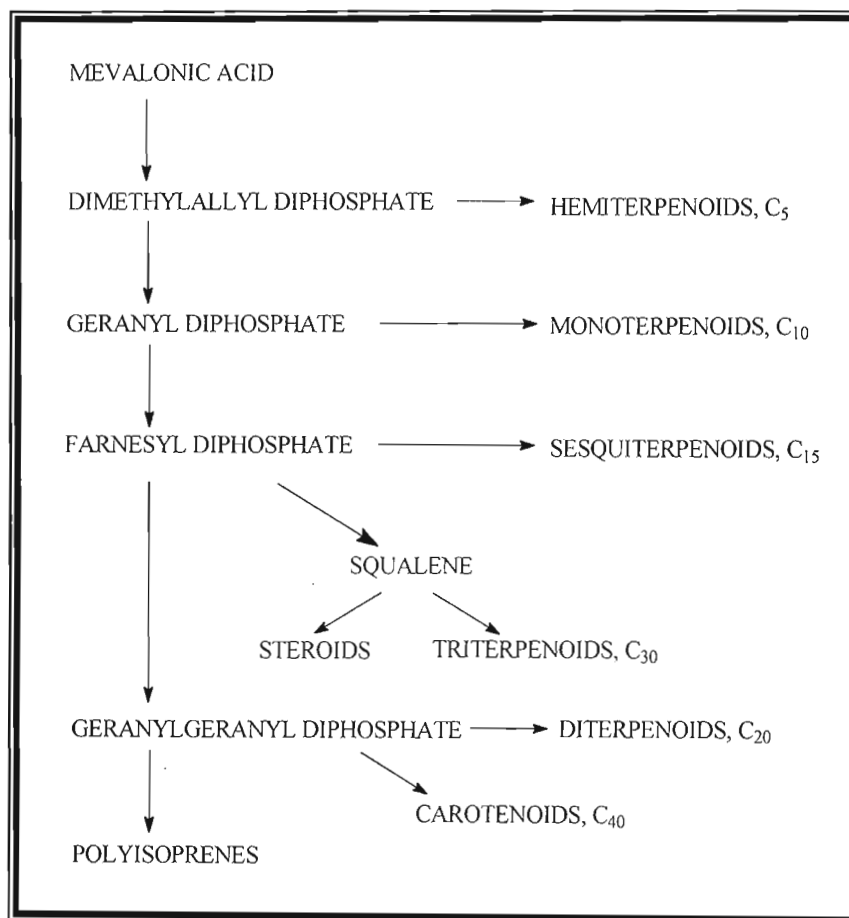 MEVALONIC ACID
DIMETHYLALLYL DIPHOSPHATE
HEMITERPENOIDS, C5
GERANYL DIPHOSPHATE
MONOTERPENOIDS, C10
FARNESYL DIPHOSPHATE
SESQUITERPENOIDS, C15
SQUALENE
STEROIDS
TRITERPENOIDS, C30
GERANYLGERANYL DIPHOSPHATE
DITERPENOIDS, C20
CAROTENOIDS, C40
POLYISOPRENES